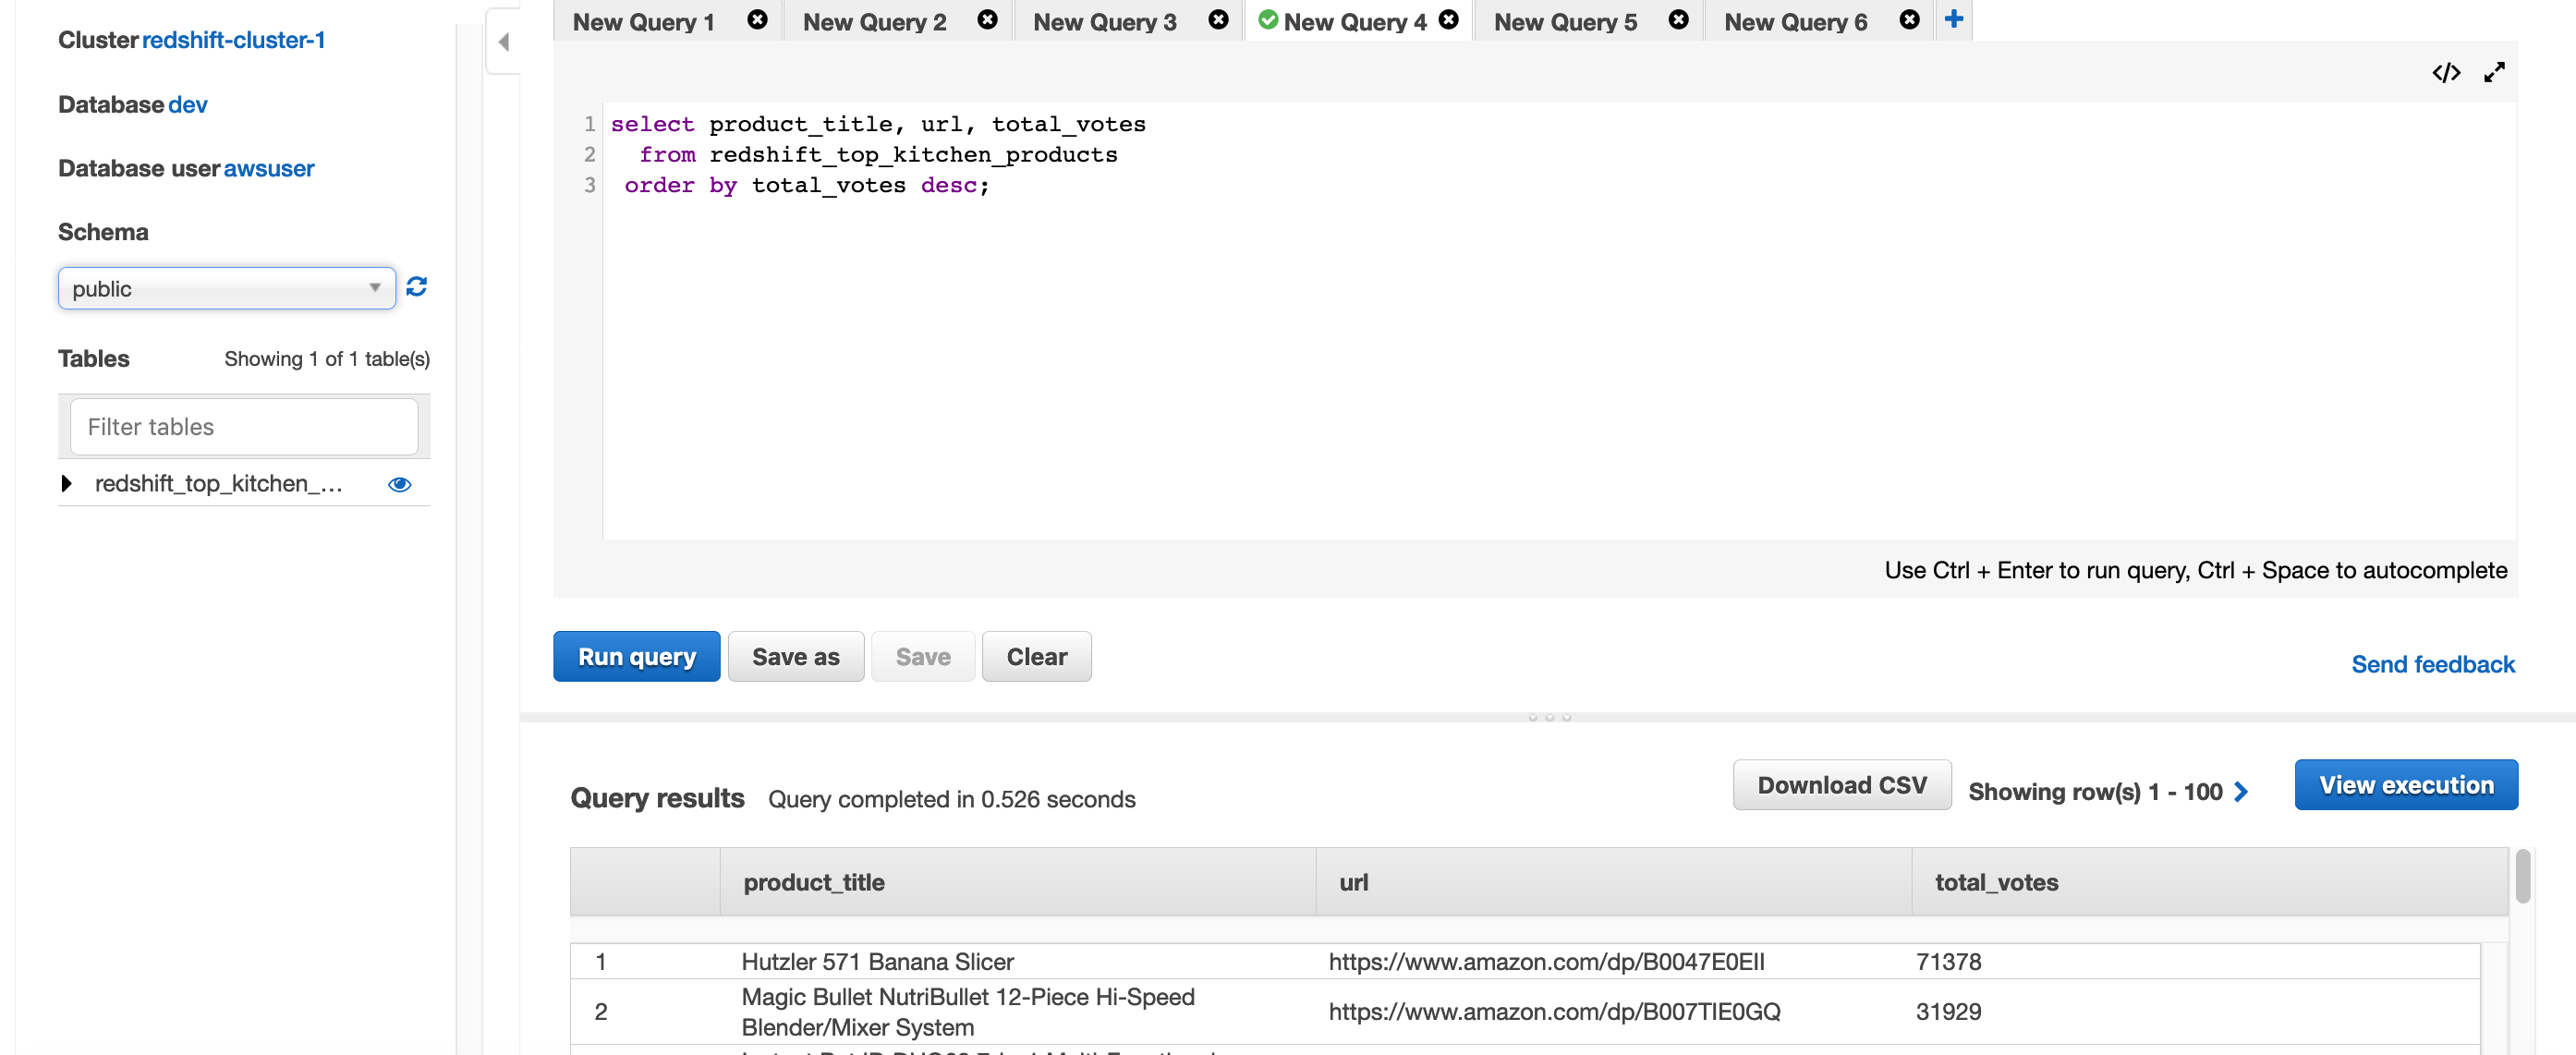 Cluster redshift-cluster-1
Database dev
Database user awsuser
Schema
public
Tables Showing 1 of 1 table(s)
Filter tables
redshift_top_kitchen_...
New Query 1 New Query 2 New Query 3 New Query 4 New Query 5 New Query 6
1 select product_title, url, total_votes
2 from redshift_top_kitchen_products
3 order by total_votes desc;
Use Ctrl + Enter to run query, Ctrl + Space to autocomplete
Run query Save as Save Clear
Send feedback
Query results Query completed in 0.526 seconds
Download CSV Showing row(s) 1 - 100 View execution
product_title url total_votes
1 Hutzler 571 Banana Slicer https://www.amazon.com/dp/B0047E0EII 71378
2 Magic Bullet NutriBullet 12-Piece Hi-Speed
Blender/Mixer System https://www.amazon.com/dp/B007TIE0GQ 31929